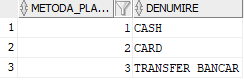 METODA_PLA... DENUMIRE
1 1 CASH
2 2 CARD
3 3 TRANSFER BANCAR